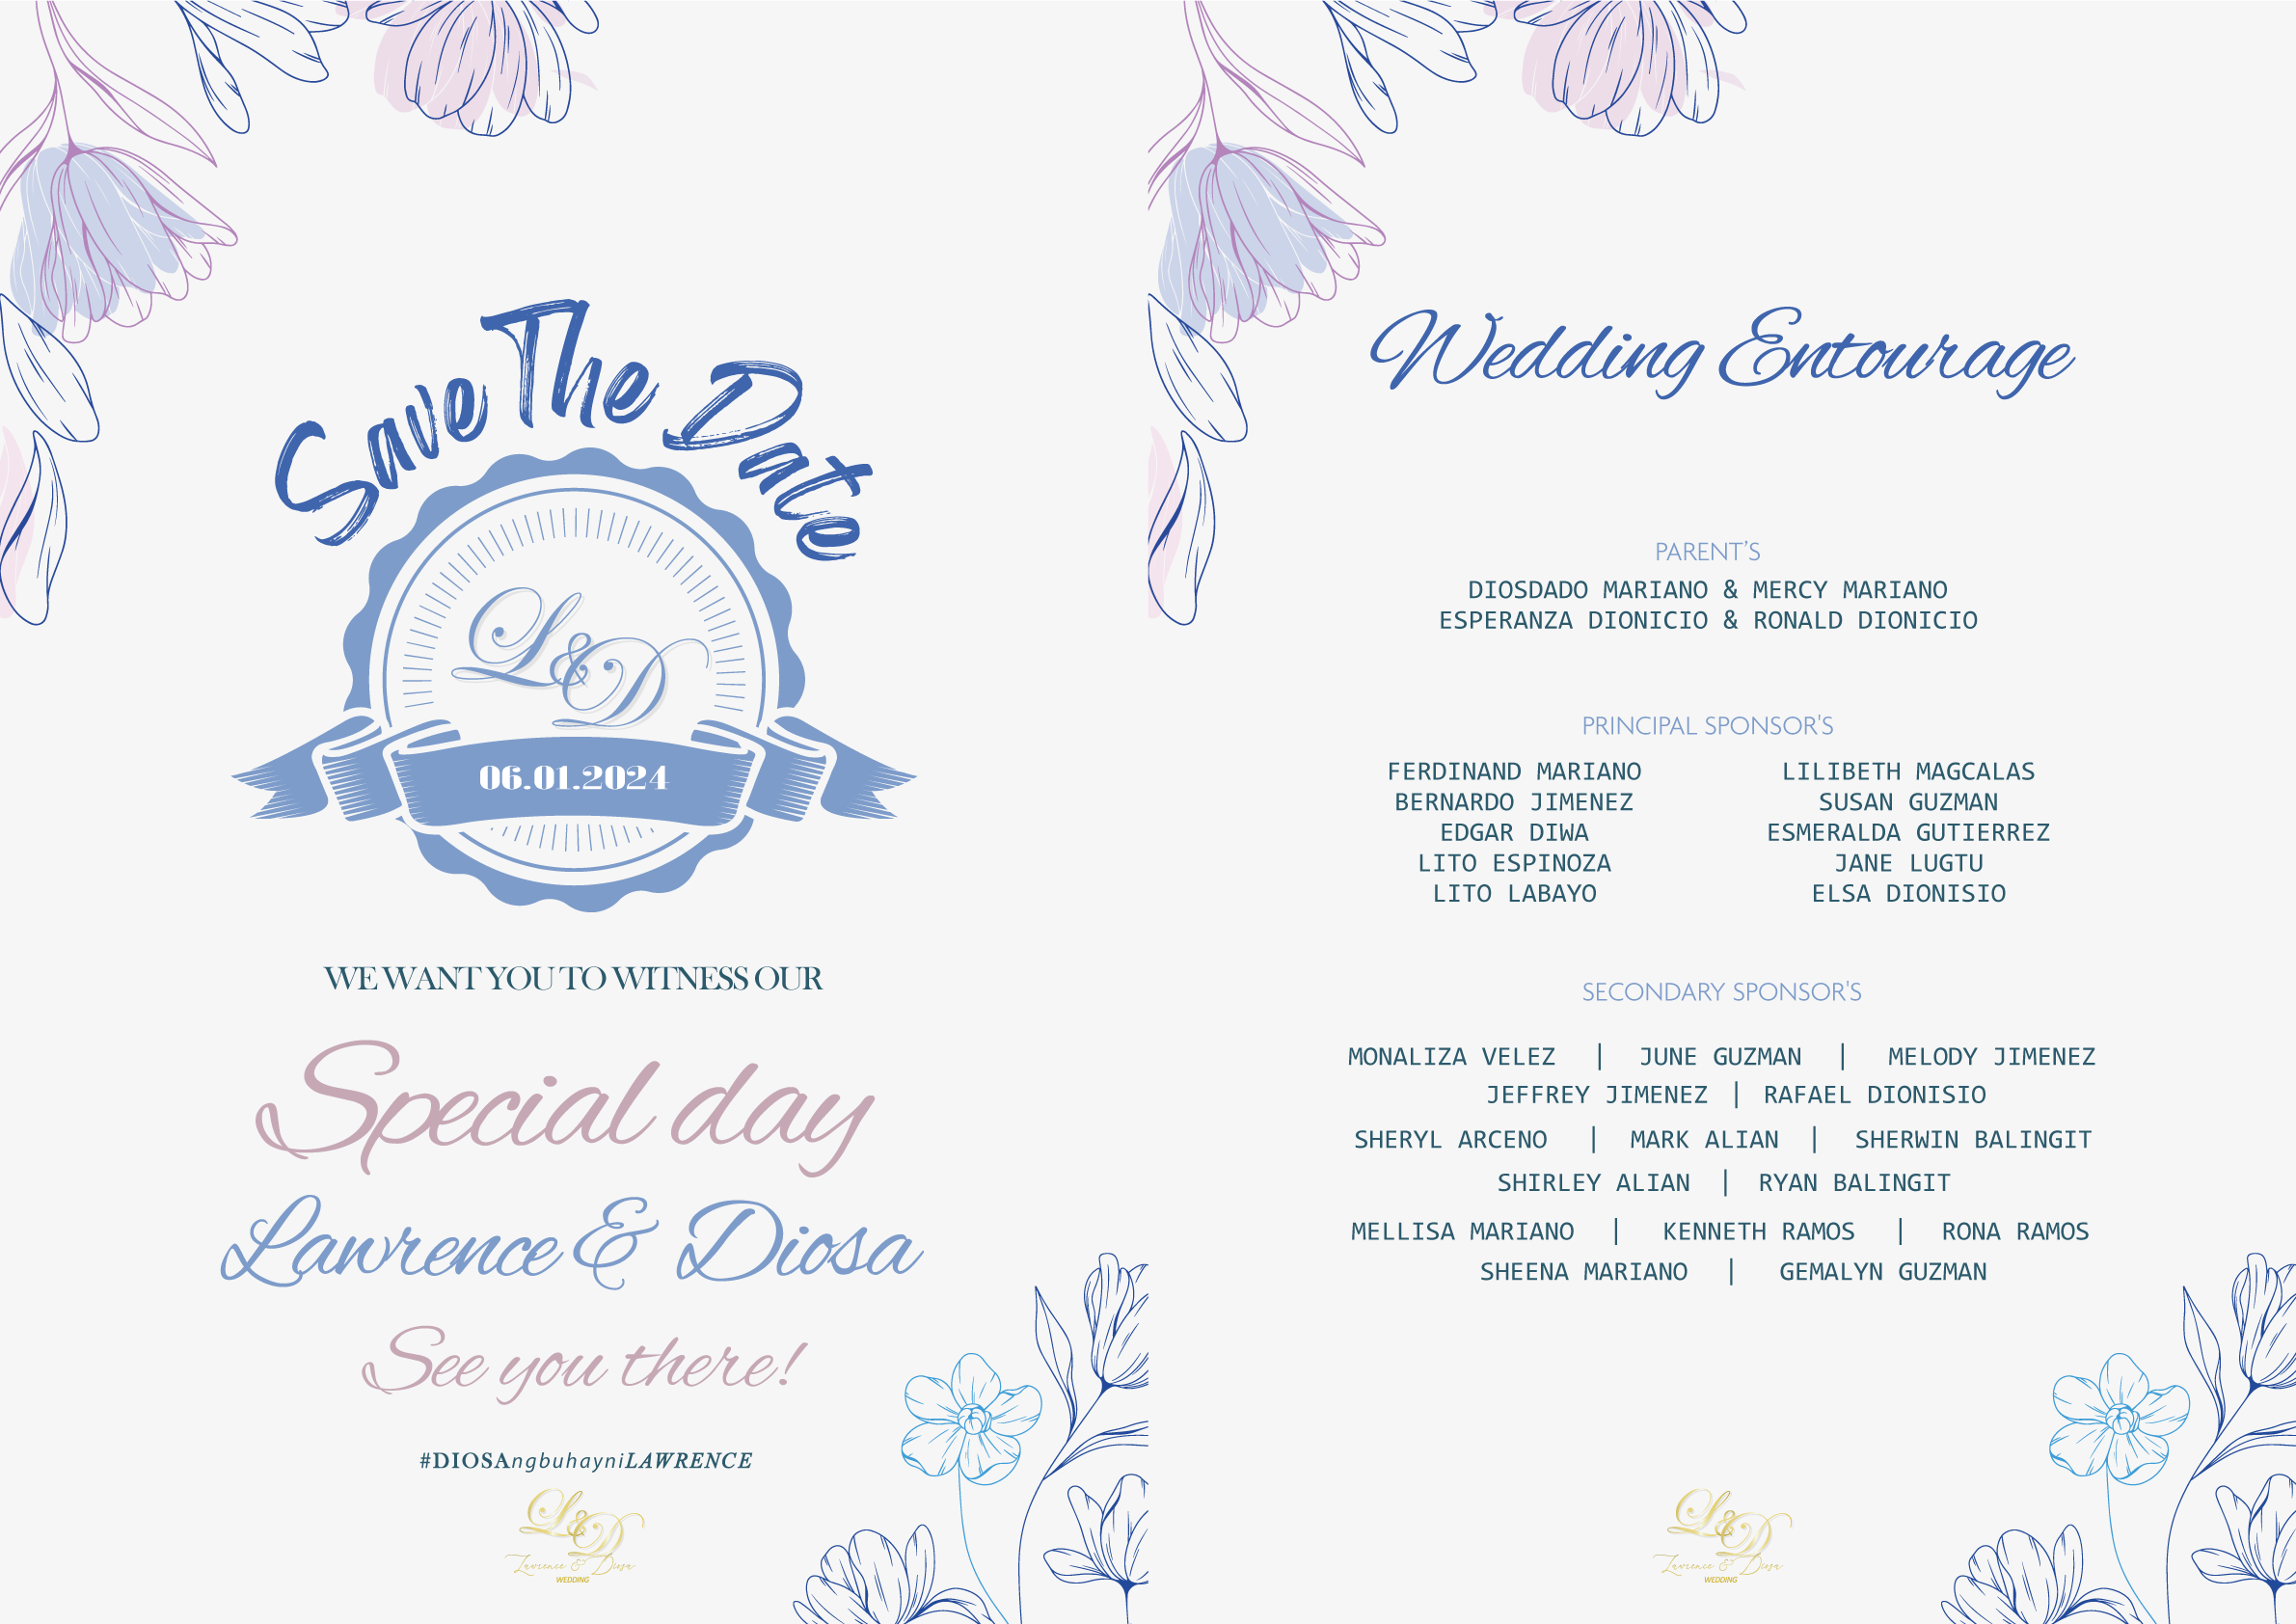 Save The Date
L&D
06.01.2024
WE WANT YOU TO WITNESS OUR
Special day
Lawrence & Diosa
See you there!
#DIOSAngbuhayniLAWRENCE
L&D
Lawrence & Diosa
WEDDING
Wedding Entourage
PARENT’S
DIOSDADO MARIANO & MERCY MARIANO
ESPERANZA DIONICIO & RONALD DIONICIO
PRINCIPAL SPONSOR'S
FERDINAND MARIANO
BERNARDO JIMENEZ
EDGAR DIWA
LITO ESPINOZA
LITO LABAYO
LILIBETH MAGCALAS
SUSAN GUZMAN
ESMERALDA GUTIERREZ
JANE LUGTU
ELSA DIONISIO
SECONDARY SPONSOR'S
MONALIZA VELEZ | JUNE GUZMAN | MELODY JIMENEZ
JEFFREY JIMENEZ | RAFAEL DIONISIO
SHERYL ARCENO | MARK ALIAN | SHERWIN BALINGIT
SHIRLEY ALIAN | RYAN BALINGIT
MELLISA MARIANO | KENNETH RAMOS | RONA RAMOS
SHEENA MARIANO | GEMALYN GUZMAN
L&D
Lawrence & Diosa
WEDDING